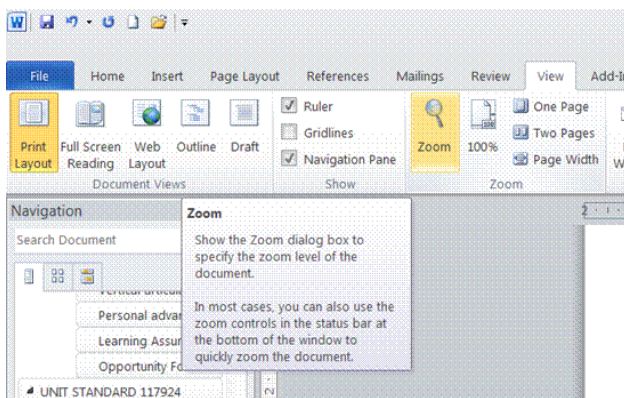 W
File Home Insert Page Layout References Mailings Review View Add-I
Print Layout
Full Screen Reading
Web Layout
Outline
Draft
Document Views
Ruler
Gridlines
Navigation Pane
Show
Zoom
100%
One Page
Two Pages
Page Width
Zoom
Navigation
Search Document
Zoom
Show the Zoom dialog box to
specify the zoom level of the
document.
In most cases, you can also use the
zoom controls in the status bar at
the bottom of the window to
quickly zoom the document.
Personal advan
Learning Assur
Opportunity Fo
UNIT STANDARD 117924
2
2